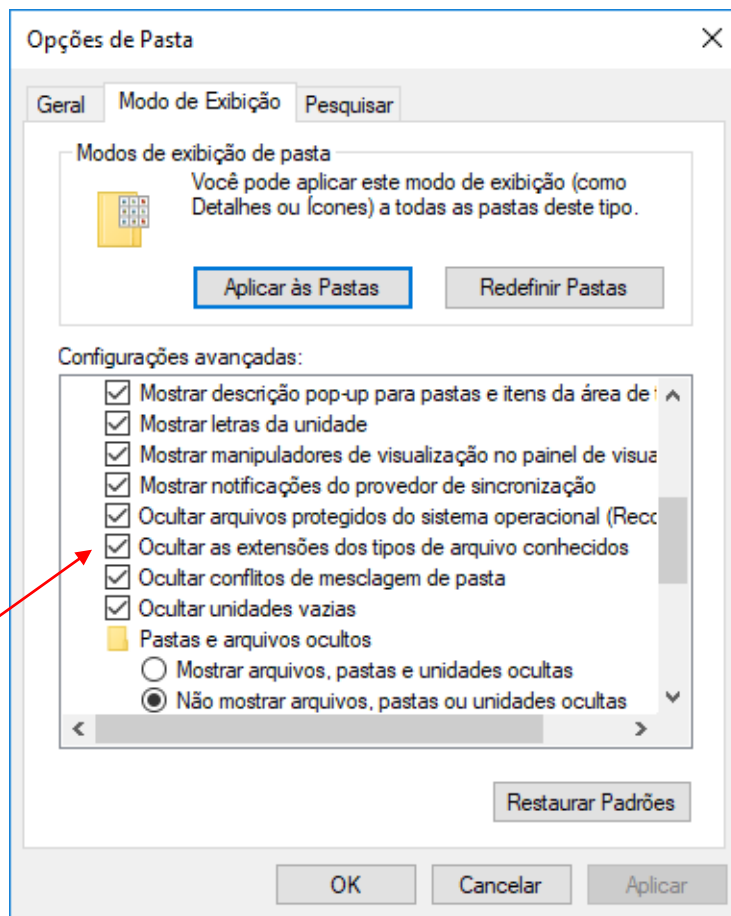 Opções de Pasta
Geral
Modo de Exibição
Pesquisar
Modos de exibição de pasta
Você pode aplicar este modo de exibição (como
Detalhes ou Ícones) a todas as pastas deste tipo.
Aplicar às Pastas
Redefinir Pastas
Configurações avançadas:
Mostrar descrição pop-up para pastas e itens da área de
Mostrar letras da unidade
Mostrar manipuladores de visualização no painel de visua
Mostrar notificações do provedor de sincronização
Ocultar arquivos protegidos do sistema operacional (Reco
Ocultar as extensões dos tipos de arquivo conhecidos
Ocultar conflitos de mesclagem de pasta
Ocultar unidades vazias
Pastas e arquivos ocultos
Mostrar arquivos, pastas e unidades ocultas
Não mostrar arquivos, pastas ou unidades ocultas
Restaurar Padrões
OK
Cancelar
Aplicar